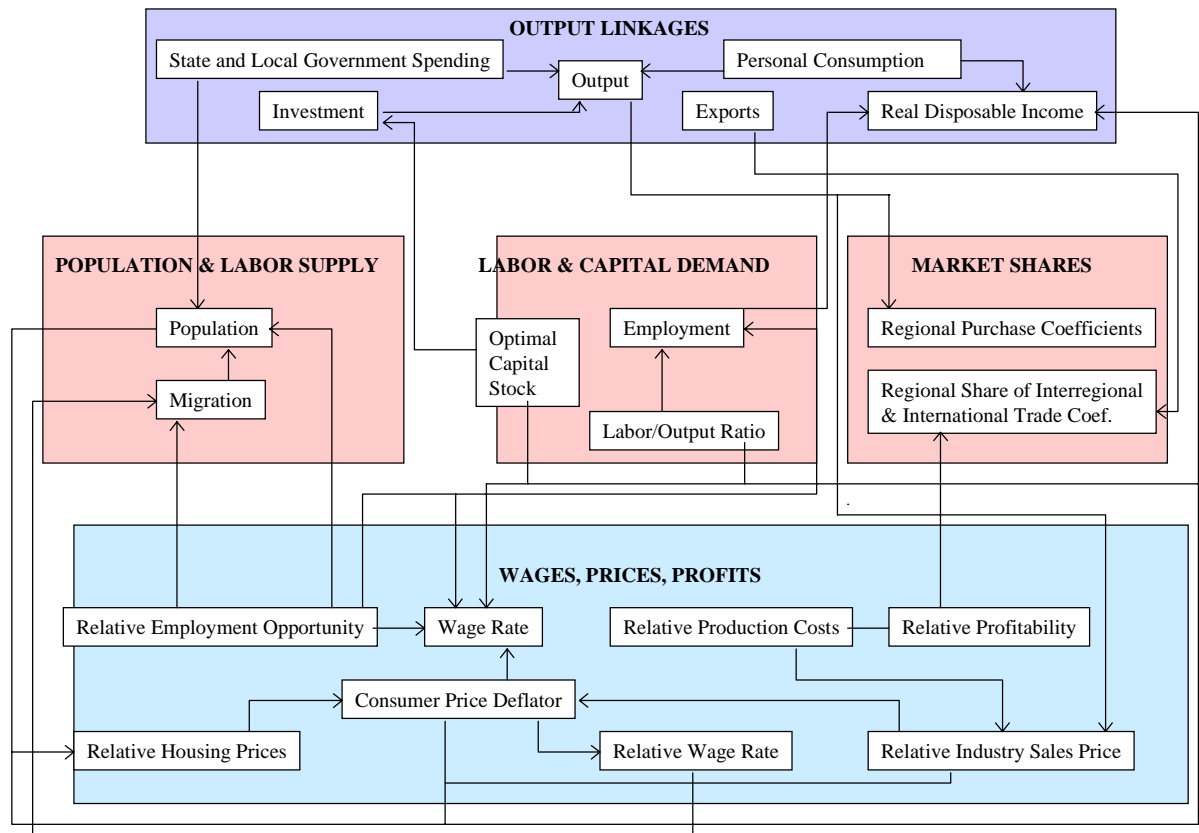 OUTPUT LINKAGES
State and Local Government Spending
Personal Consumption
Output
Investment
Exports
Real Disposable Income
POPULATION & LABOR SUPPLY
LABOR & CAPITAL DEMAND
MARKET SHARES
Population
Optimal
Capital
Stock
Employment
Regional Purchase Coefficients
Migration
Regional Share of Interregional
& International Trade Coef.
Labor/Output Ratio
WAGES, PRICES, PROFITS
Relative Employment Opportunity
Wage Rate
Relative Production Costs
Relative Profitability
Consumer Price Deflator
Relative Housing Prices
Relative Wage Rate
Relative Industry Sales Price